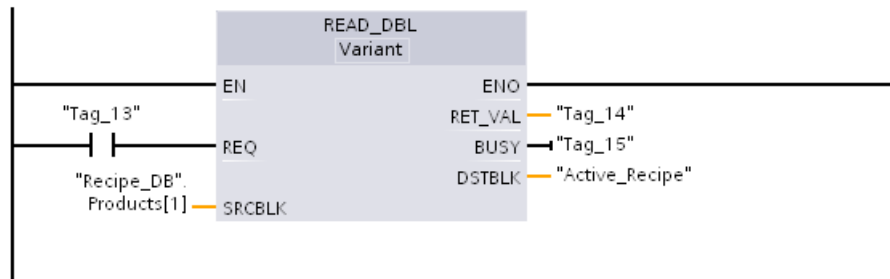 READ_DBL
Variant
EN
ENO
"Tag_13"
RET_VAL
"Tag_14"
REQ
BUSY
"Tag_15"
"Recipe_DB".
Products[1]
DSTBLK
"Active_Recipe"
SRCBLK